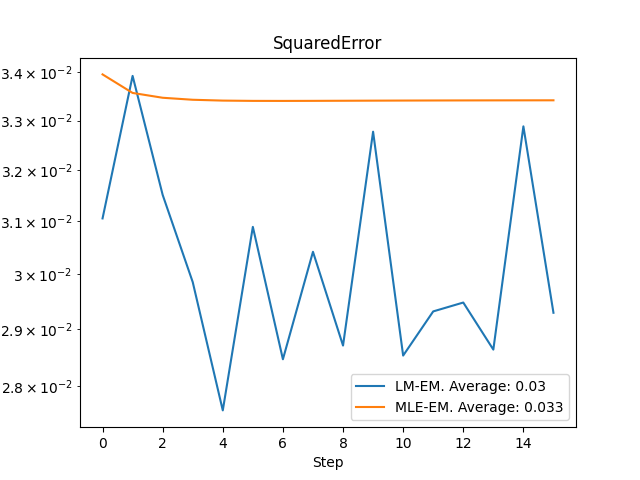 SquaredError
3.4 × 10⁻²
3.3 × 10⁻²
3.2 × 10⁻²
3.1 × 10⁻²
3 × 10⁻²
2.9 × 10⁻²
2.8 × 10⁻²
LM-EM. Average: 0.03
MLE-EM. Average: 0.033
0 2 4 6 8 10 12 14
Step